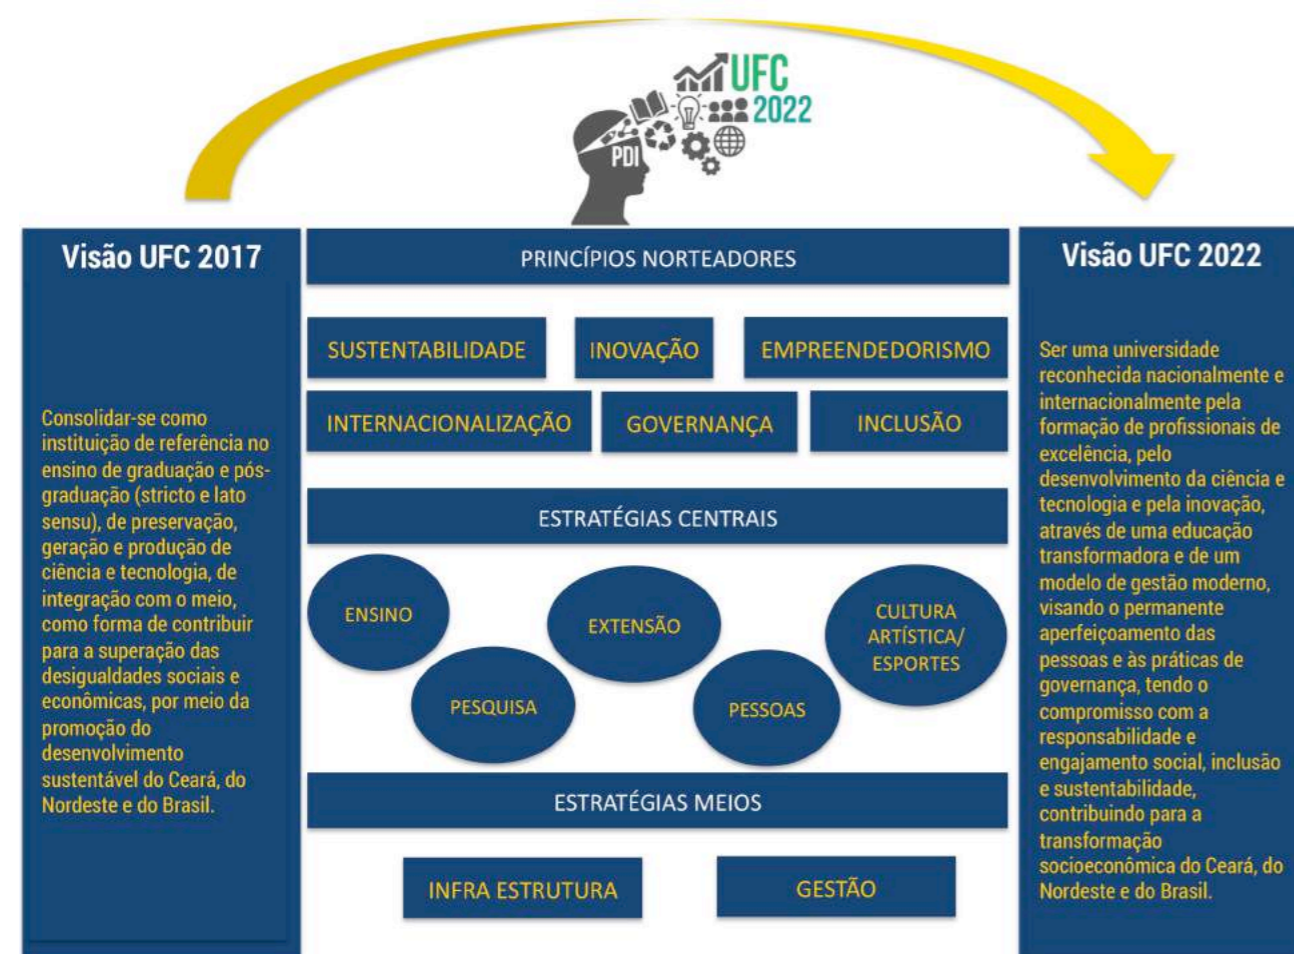 UFC
2022
PDI
Visão UFC 2017
Consolidar-se como
instituição de referência no
ensino de graduação e pós-
graduação (stricto e lato
sensu), de preservação,
geração e produção de
ciência e tecnologia, de
integração com o meio,
como forma de contribuir
para a superação das
desigualdades sociais e
econômicas, por meio da
promoção do
desenvolvimento
sustentável do Ceará, do
Nordeste e do Brasil.
PRINCÍPIOS NORTEADORES
SUSTENTABILIDADE
INOVAÇÃO
EMPREENDEDORISMO
INTERNACIONALIZAÇÃO
GOVERNANÇA
INCLUSÃO
ESTRATÉGIAS CENTRAIS
ENSINO
PESQUISA
EXTENSÃO
PESSOAS
CULTURA
ARTÍSTICA/
ESPORTES
ESTRATÉGIAS MEIOS
INFRA ESTRUTURA
GESTÃO
Visão UFC 2022
Ser uma universidade
reconhecida nacionalmente e
internacionalmente pela
formação de profissionais de
excelência, pelo
desenvolvimento da ciência e
tecnologia e pela inovação,
através de uma educação
transformadora e de um
modelo de gestão moderno,
visando o permanente
aperfeiçoamento das
pessoas e às práticas de
governança, tendo o
compromisso com a
responsabilidade e
engajamento social, inclusão
e sustentabilidade,
contribuindo para a
transformação
socioeconômica do Ceará, do
Nordeste e do Brasil.